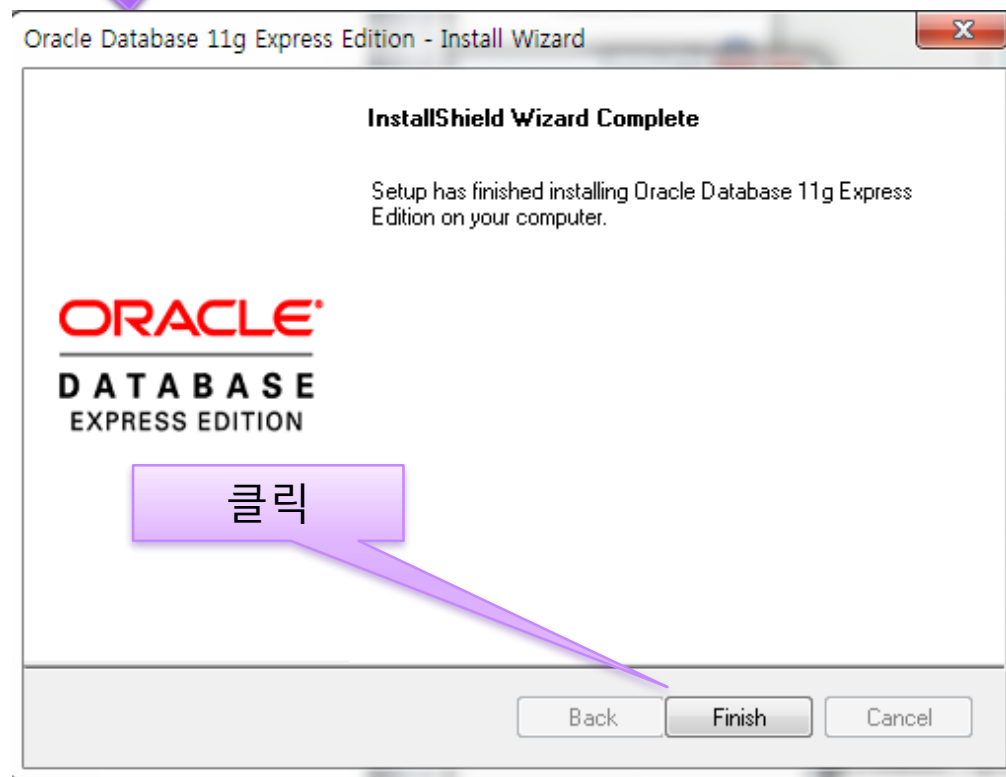 Oracle Database 11g Express Edition - Install Wizard
InstallShield Wizard Complete
Setup has finished installing Oracle Database 11g Express
Edition on your computer.
ORACLE
DATABASE
EXPRESS EDITION
클릭
Back Finish Cancel